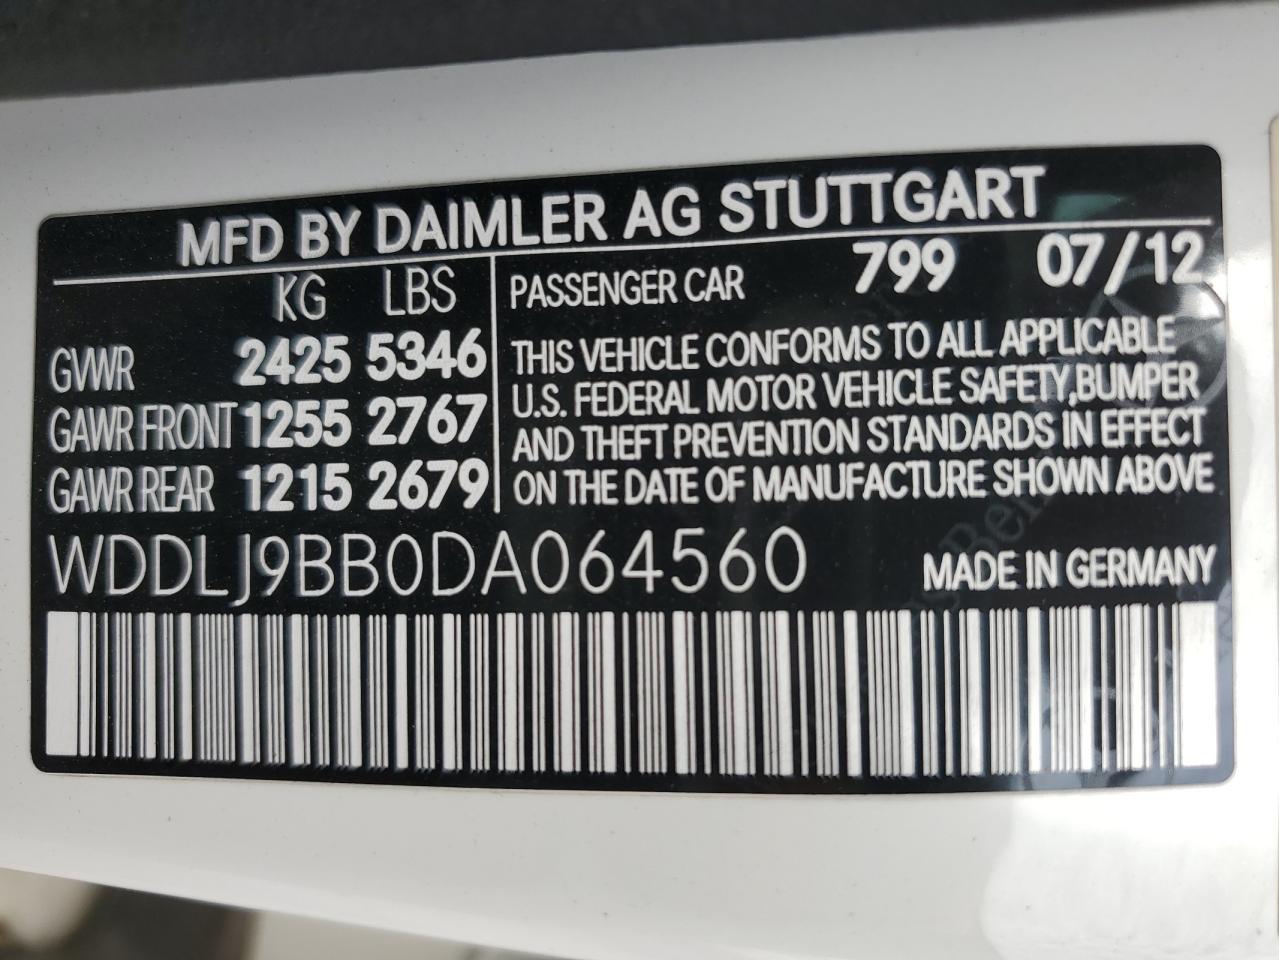 MFD BY DAIMLER AG STUTTGART
KG LBS
GVWR 2425 5346
GAWR FRONT 1255 2767
GAWR REAR 1215 2679
PASSENGER CAR 799 07/12
THIS VEHICLE CONFORMS TO ALL APPLICABLE
U.S. FEDERAL MOTOR VEHICLE SAFETY,BUMPER
AND THEFT PREVENTION STANDARDS IN EFFECT
ON THE DATE OF MANUFACTURE SHOWN ABOVE
WDDLJ9BB0DA064560
MADE IN GERMANY